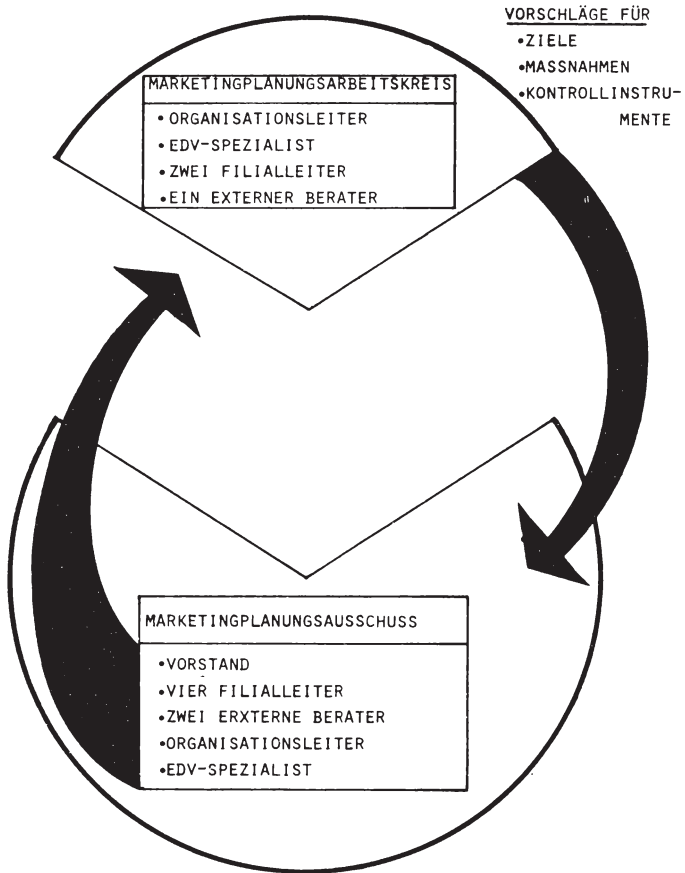 VORSCHLÄGE FÜR
•ZIELE
•MASSNAHMEN
•KONTROLLINSTRU-
MENTE
MARKETINGPLANUNGSARBEITSKREIS
•ORGANISATIONSLEITER
•EDV-SPEZIALIST
•ZWEI FILIALLEITER
•EIN EXTERNER BERATER
MARKETINGPLANUNGSAUSSCHUSS
•VORSTAND
•VIER FILIALLEITER
•ZWEI ERXTERNE BERATER
•ORGANISATIONSLEITER
•EDV-SPEZIALIST